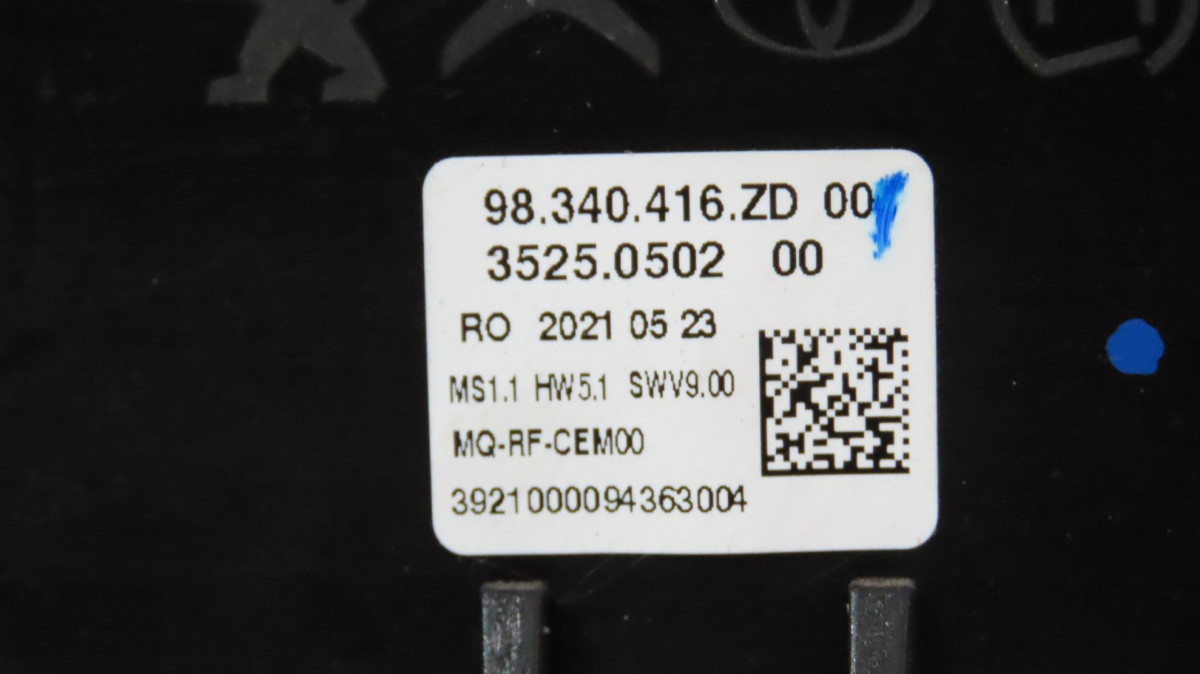 98.340.416.ZD 00
3525.0502 00
RO 2021 05 23
MS1.1 HW5.1 SWV9.00
MQ-RF-CEM00
3921000094363004